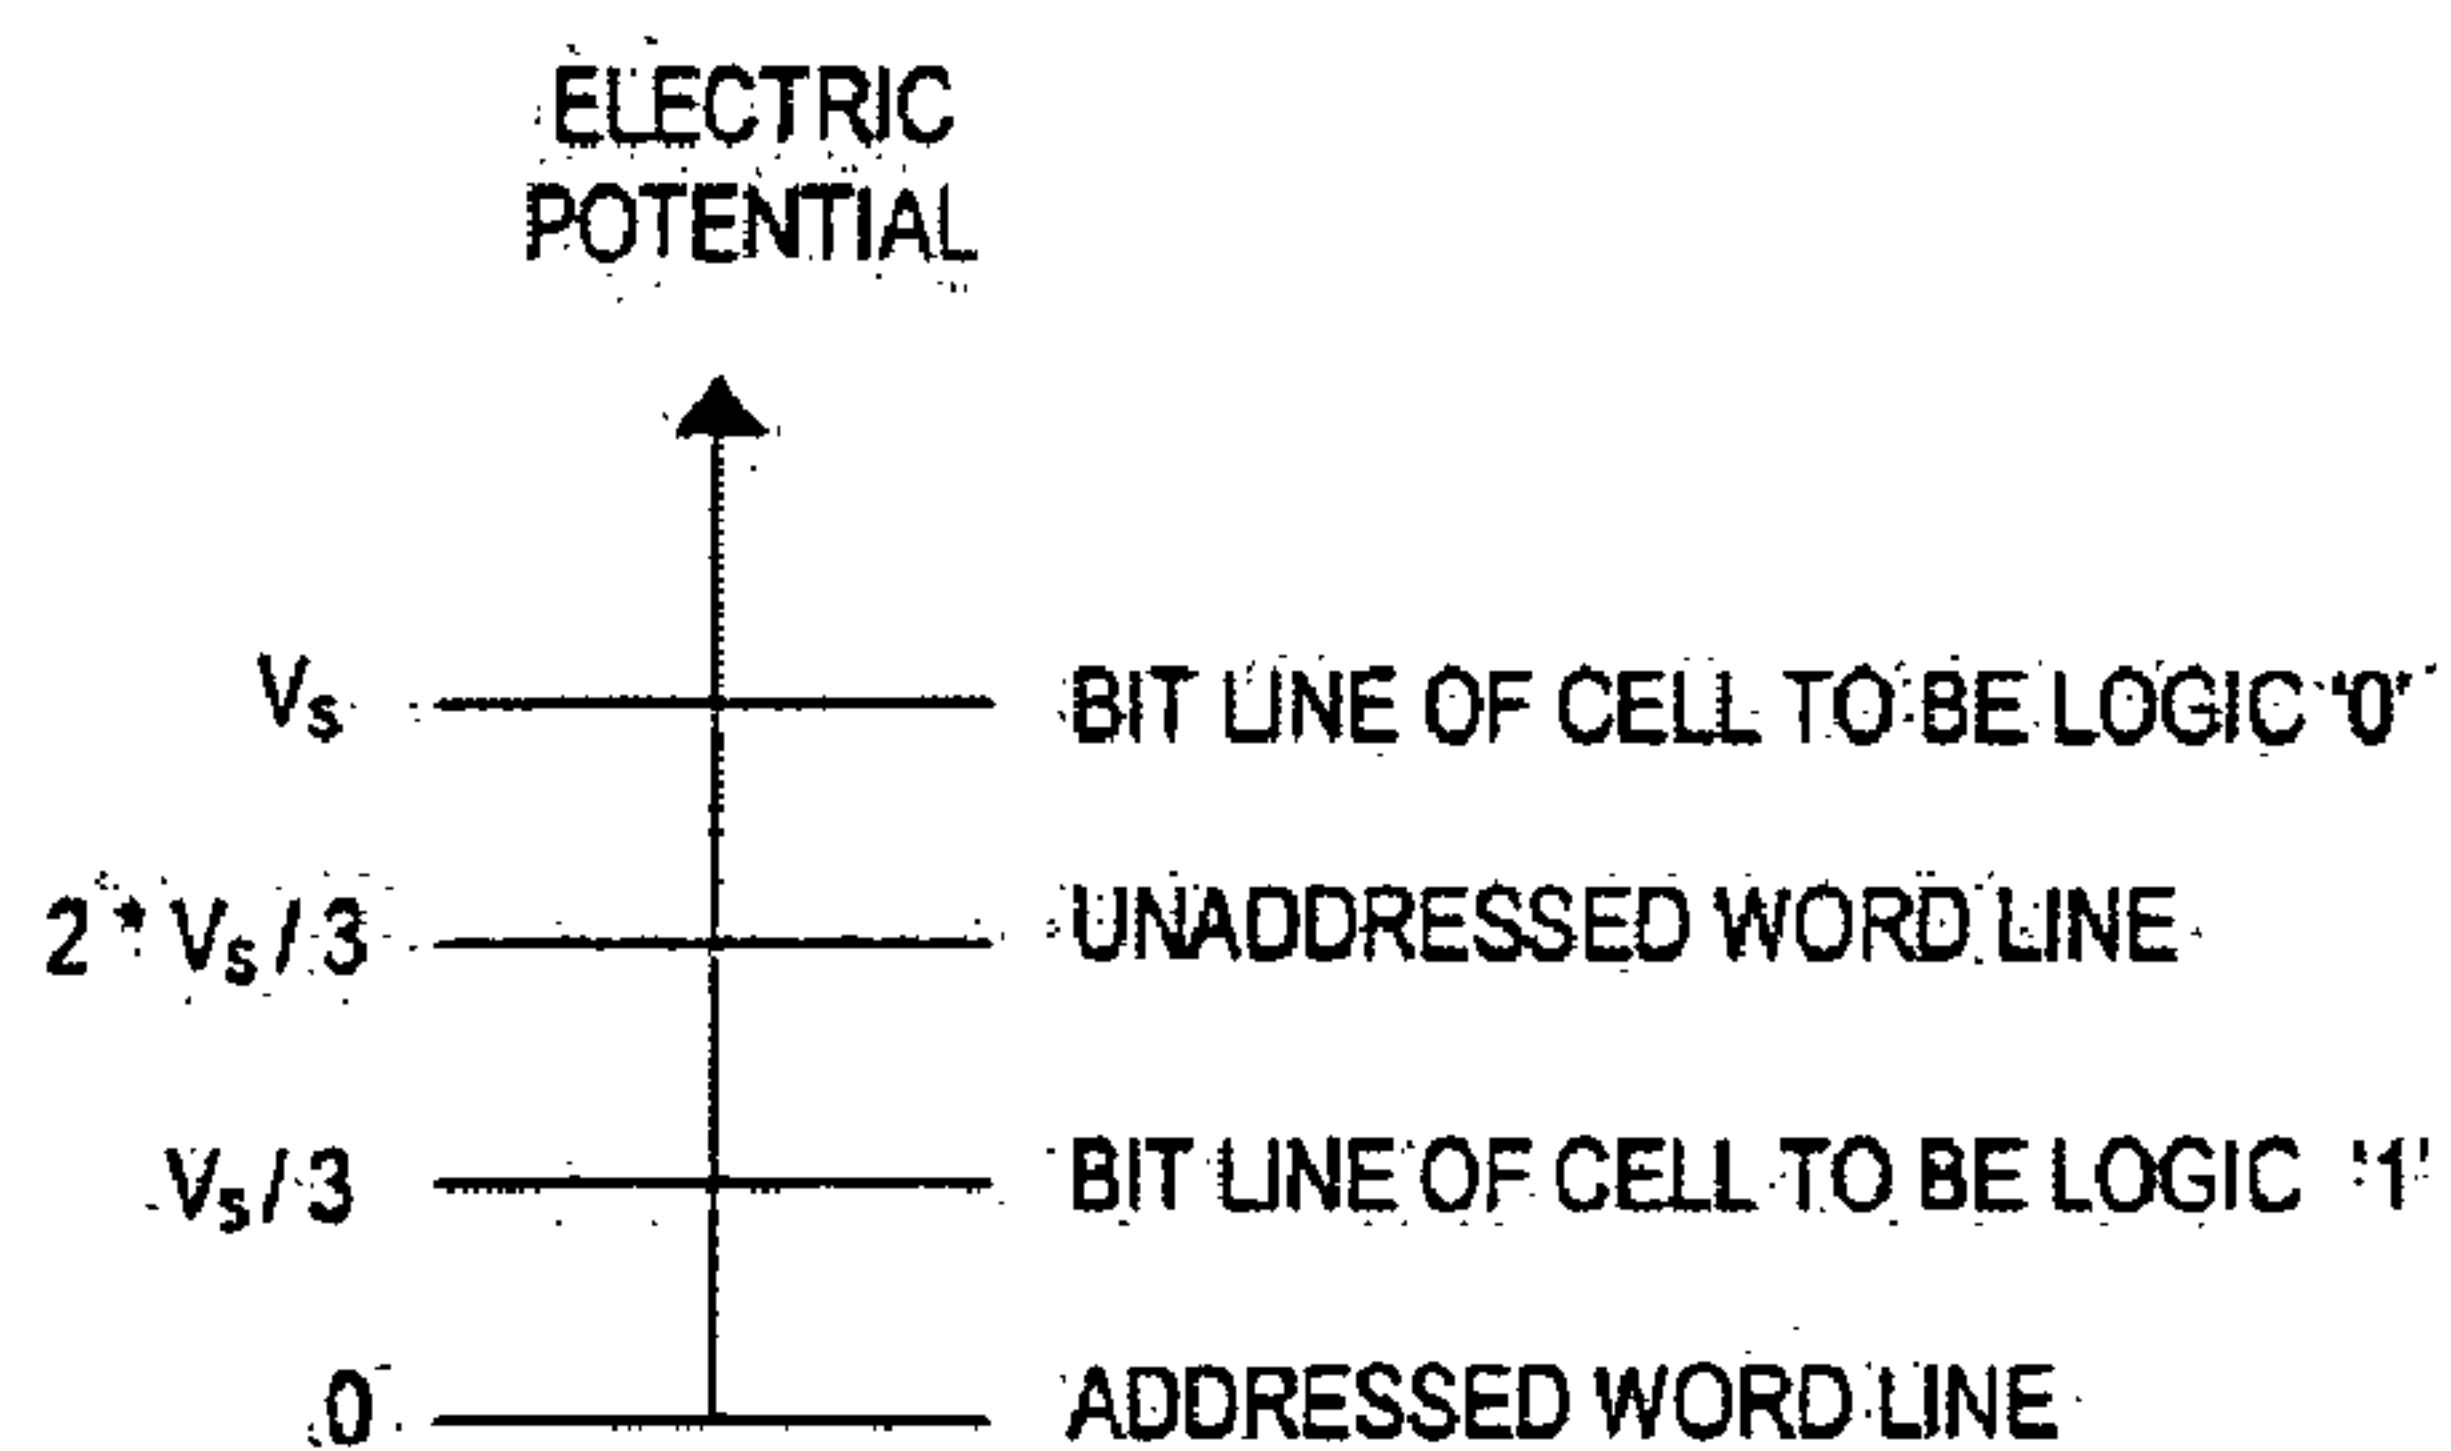 ELECTRIC
POTENTIAL
Vs BIT LINE OF CELL TO BE LOGIC '0'
2 * Vs / 3 UNADDRESSED WORD LINE
Vs / 3 BIT LINE OF CELL TO BE LOGIC '1'
0 ADDRESSED WORD LINE